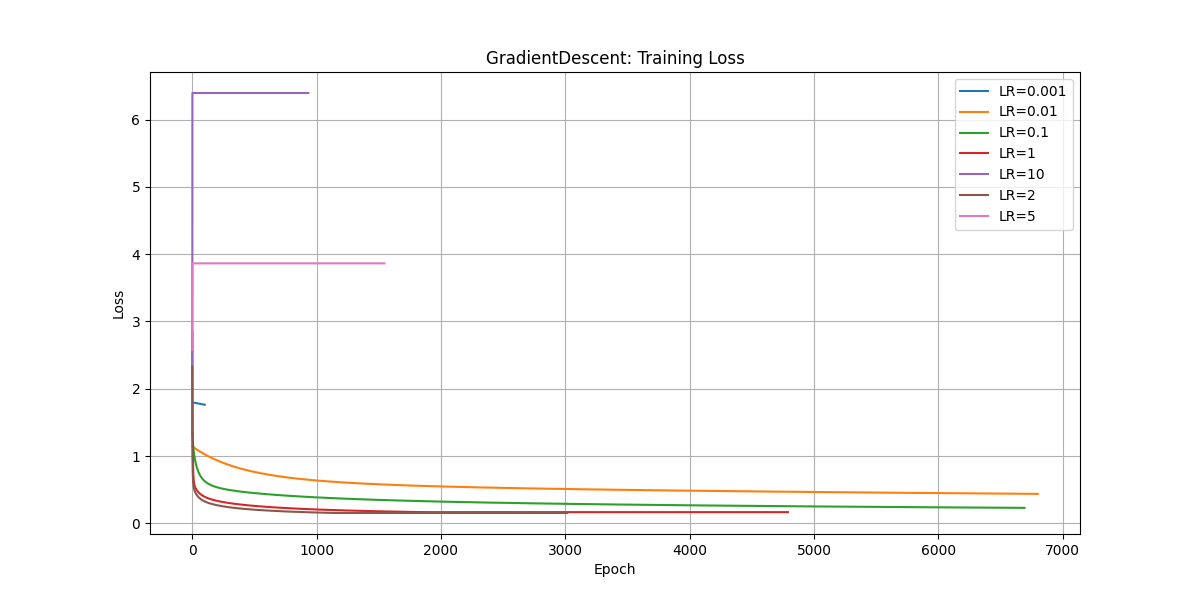 GradientDescent: Training Loss
LR=0.001
LR=0.01
LR=0.1
LR=1
LR=10
LR=2
LR=5
6
5
4
3
2
1
0
Loss
0 1000 2000 3000 4000 5000 6000 7000
Epoch